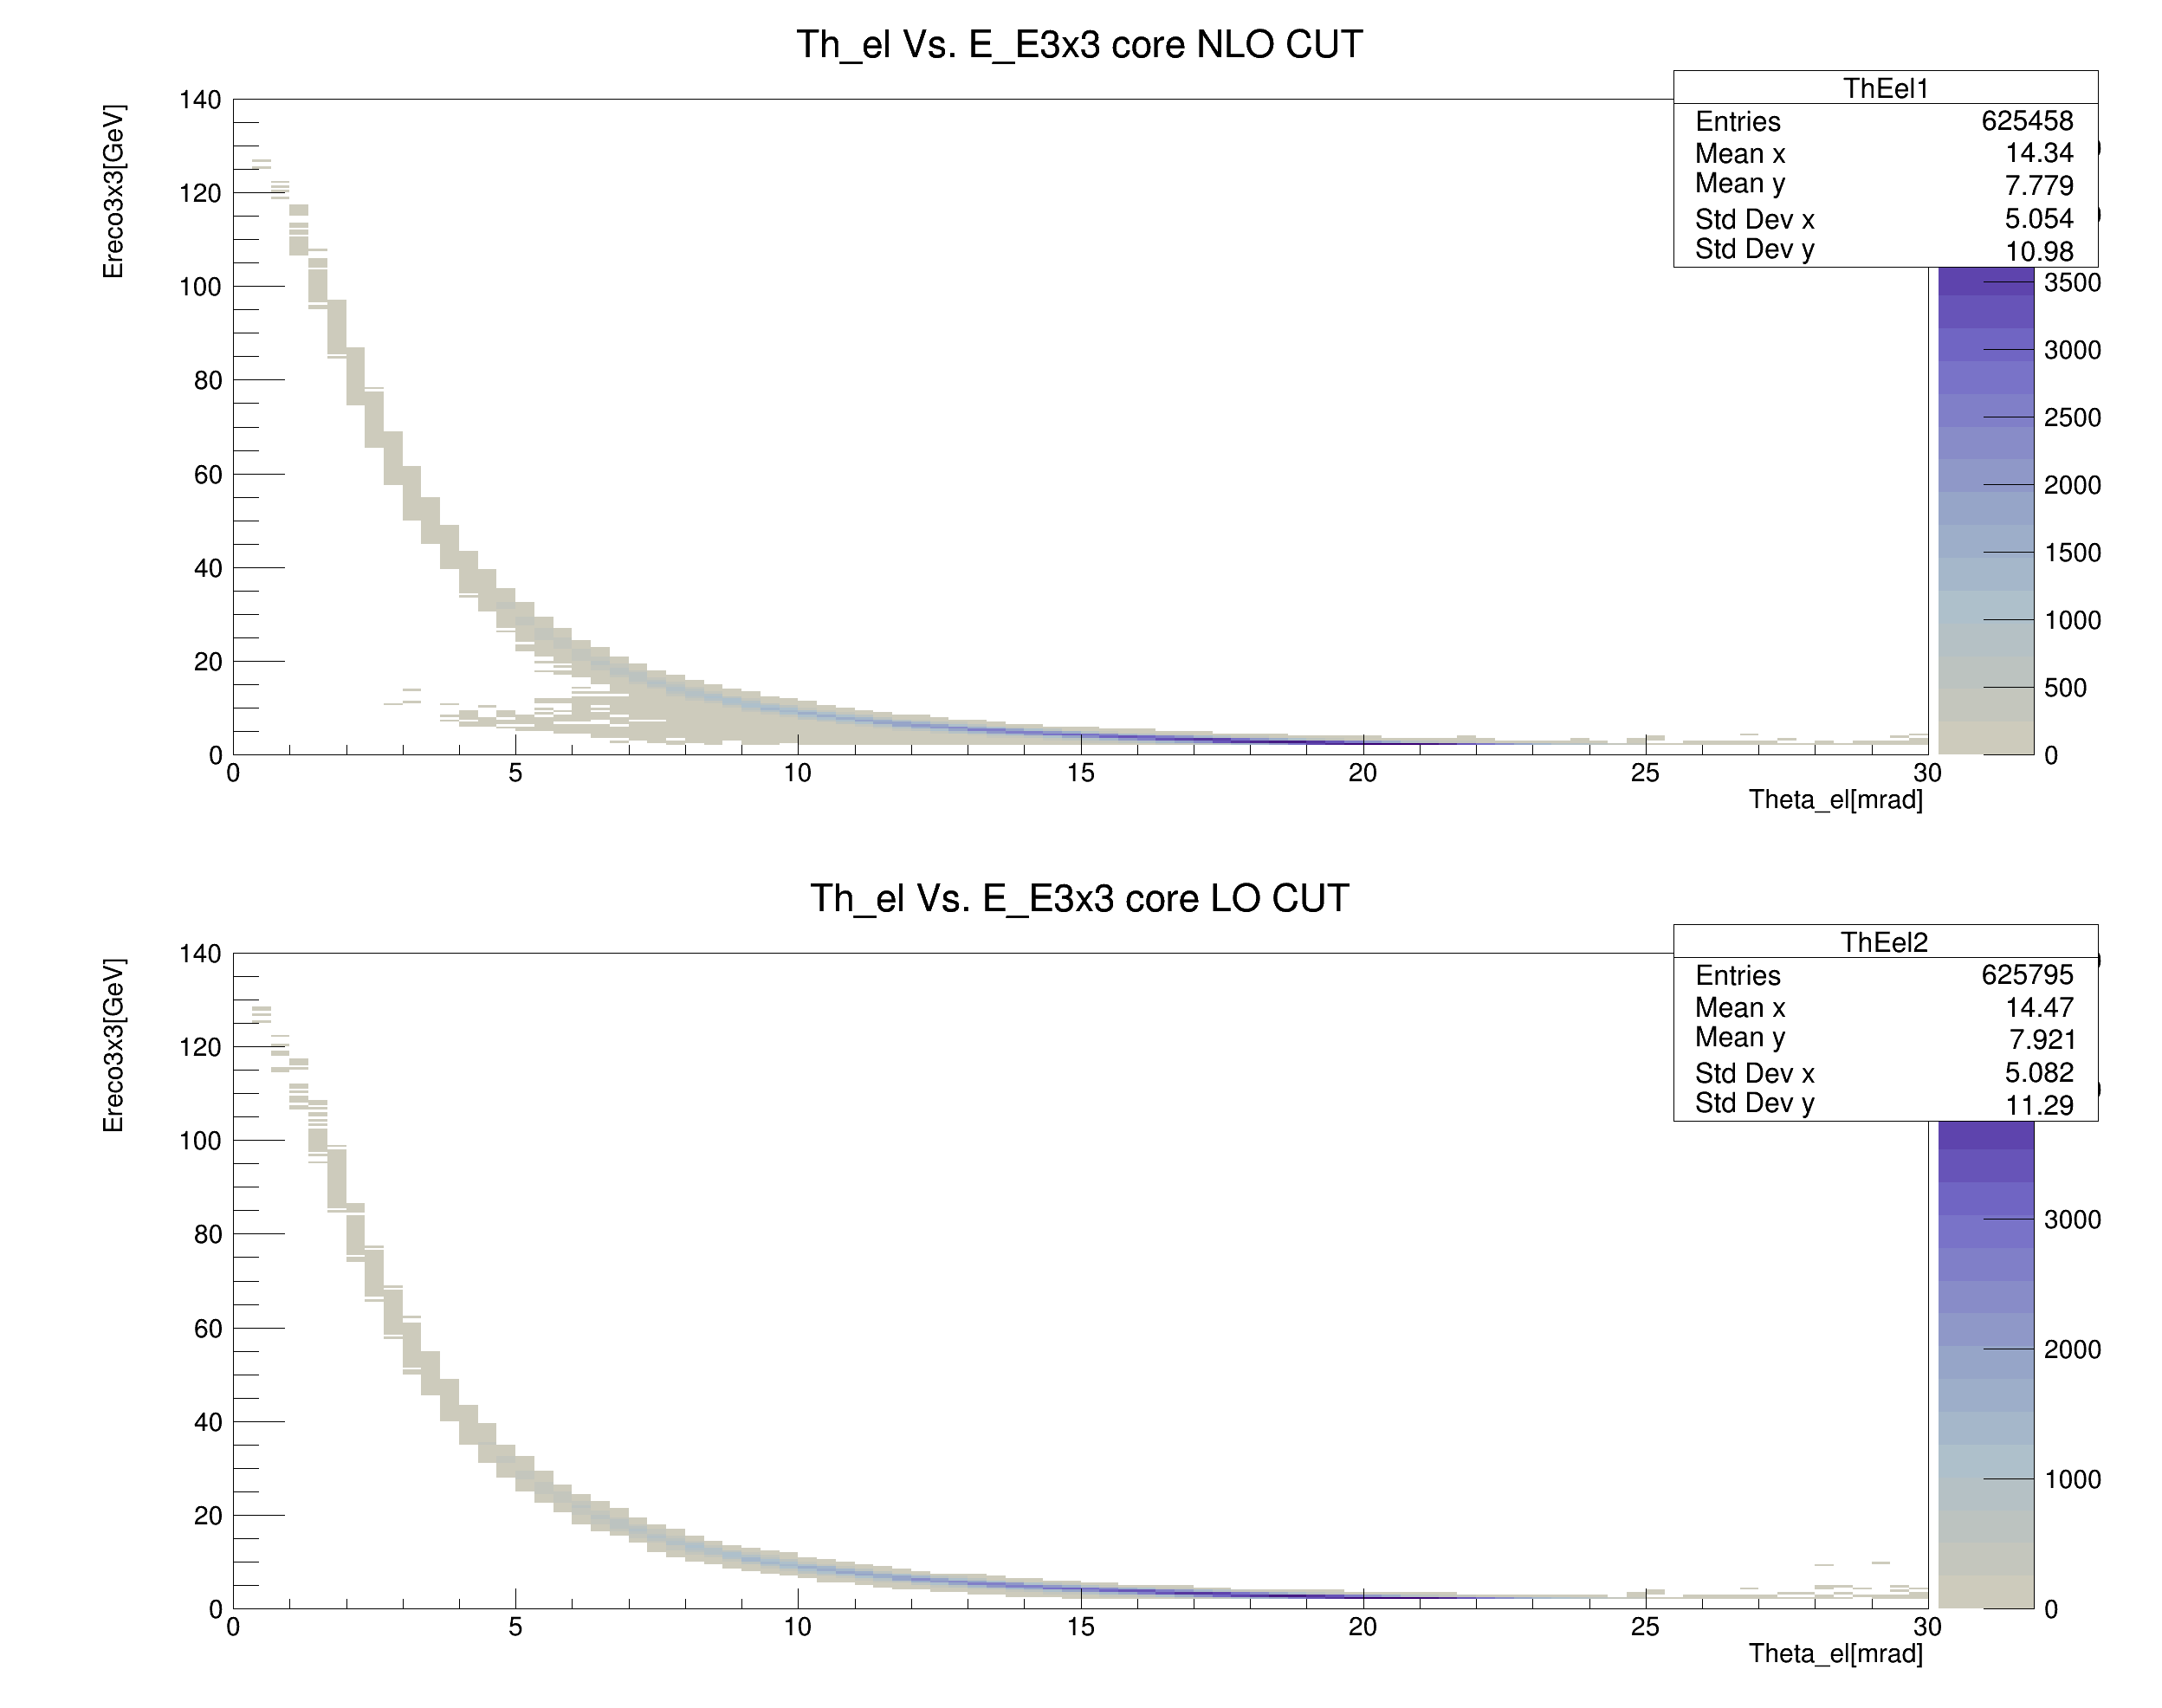 Th_el Vs. E_E3x3 core NLO CUT
ThEel1
Entries 625458
Mean x 14.34
Mean y 7.779
Std Dev x 5.054
Std Dev y 10.98
Ereco3x3[GeV]
140
120
100
80
60
40
20
0
0 5 10 15 20 25 30
Theta_el[mrad]
3500
3000
2500
2000
1500
1000
500
0
Th_el Vs. E_E3x3 core LO CUT
ThEel2
Entries 625795
Mean x 14.47
Mean y 7.921
Std Dev x 5.082
Std Dev y 11.29
Ereco3x3[GeV]
140
120
100
80
60
40
20
0
0 5 10 15 20 25 30
Theta_el[mrad]
3000
2000
1000
0